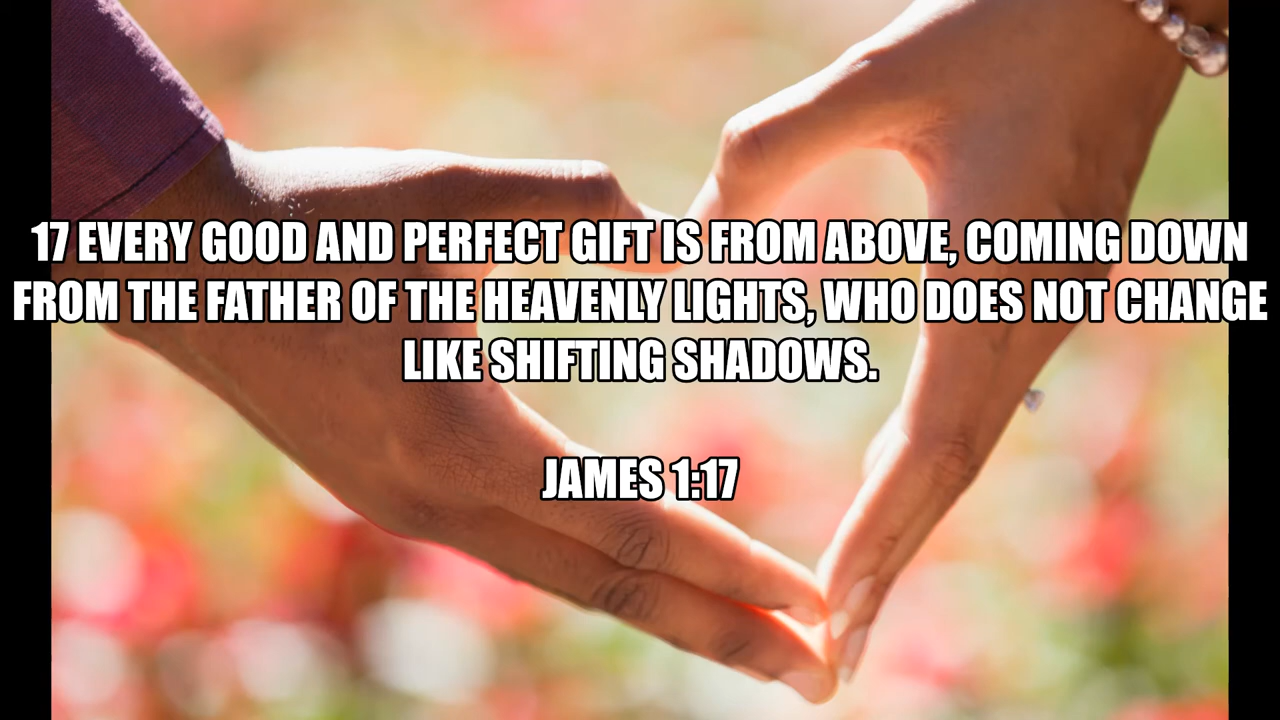 17 EVERY GOOD AND PERFECT GIFT IS FROM ABOVE, COMING DOWN
FROM THE FATHER OF THE HEAVENLY LIGHTS, WHO DOES NOT CHANGE
LIKE SHIFTING SHADOWS.
JAMES 1:17